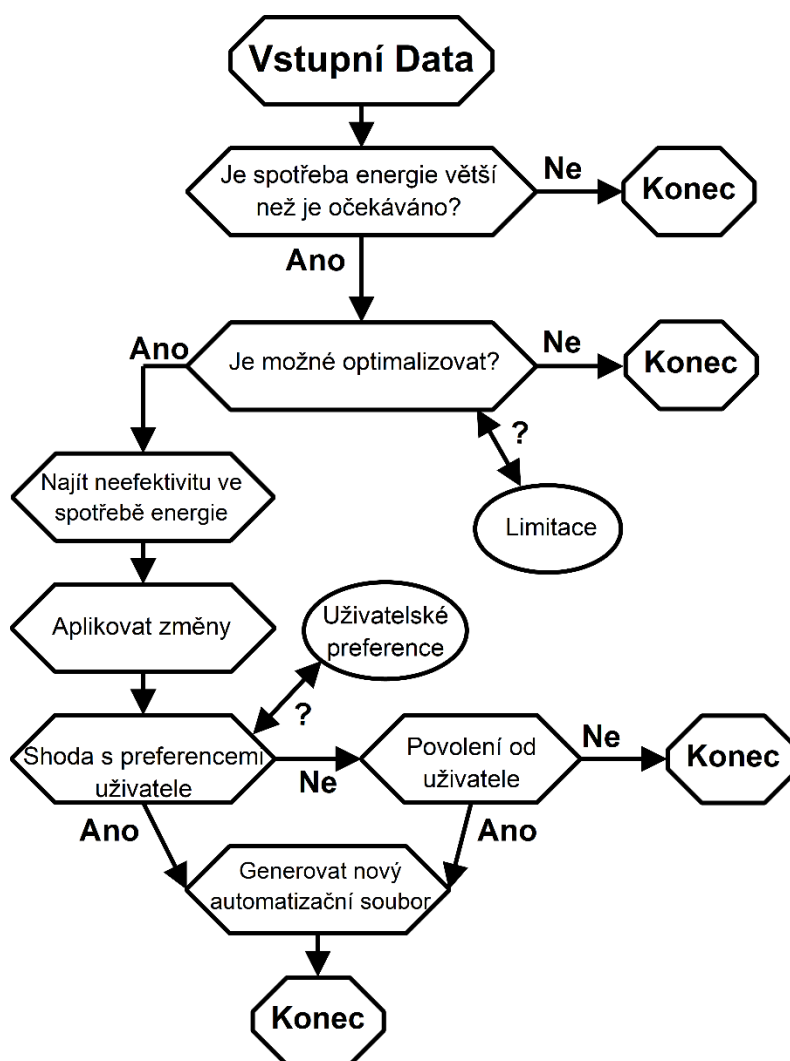 Vstupní Data
Je spotřeba energie větší
než je očekáváno?
Ne
Konec
Ano
Je možné optimalizovat?
Ano
Ne
Konec
?
Limitace
Najít neefektivitu ve
spotřebě energie
Aplikovat změny
Uživatelské
preference
?
Shoda s preferencemi
uživatele
Ne
Povolení od
uživatele
Ne
Konec
Ano
Ano
Generovat nový
automatizační soubor
Konec